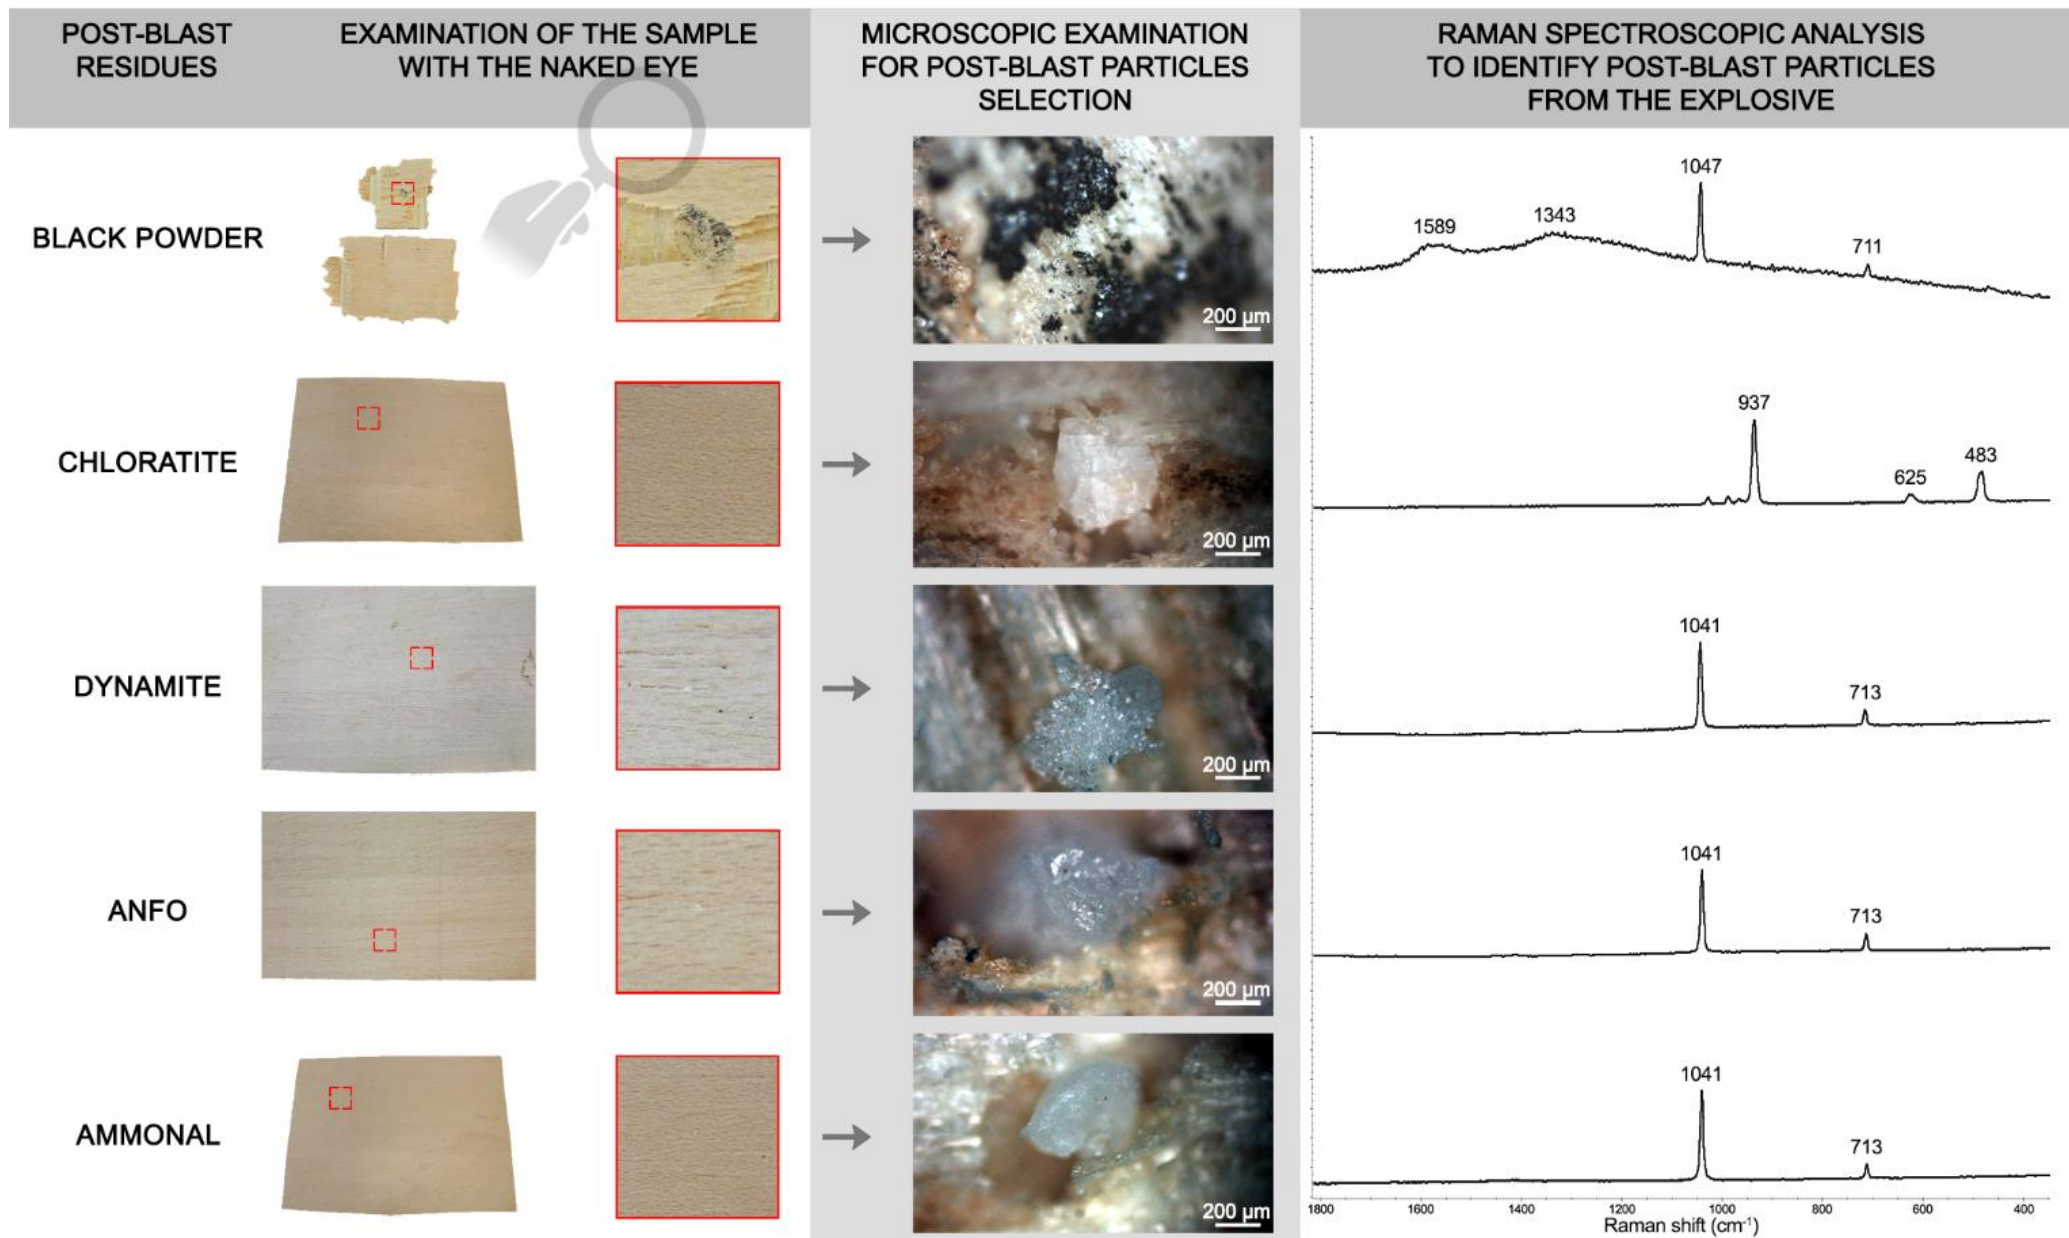 POST-BLAST
RESIDUES
EXAMINATION OF THE SAMPLE
WITH THE NAKED EYE
MICROSCOPIC EXAMINATION
FOR POST-BLAST PARTICLES
SELECTION
RAMAN SPECTROSCOPIC ANALYSIS
TO IDENTIFY POST-BLAST PARTICLES
FROM THE EXPLOSIVE
BLACK POWDER
200 µm
1589
1343
1047
711
CHLORATITE
200 µm
937
625
483
DYNAMITE
200 µm
1041
713
ANFO
200 µm
1041
713
AMMONAL
200 µm
1041
713
1800 1600 1400 1200 1000 800 600 400
Raman shift (cm⁻¹)